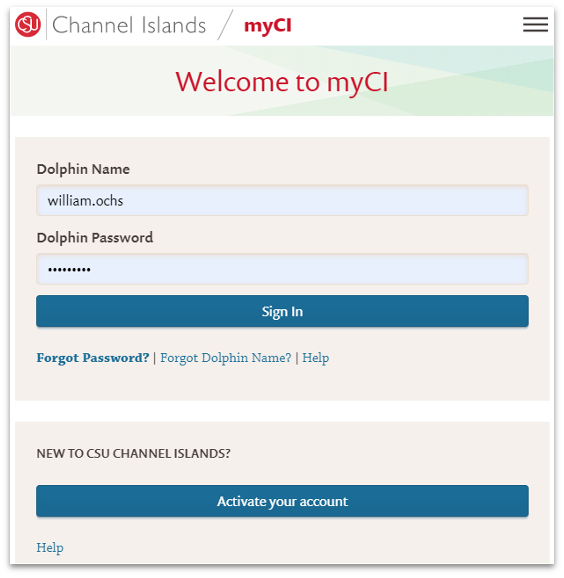 CSU Channel Islands / myCI
Welcome to myCI
Dolphin Name
william.ochs
Dolphin Password
•••••••••
Sign In
Forgot Password? | Forgot Dolphin Name? | Help
NEW TO CSU CHANNEL ISLANDS?
Activate your account
Help